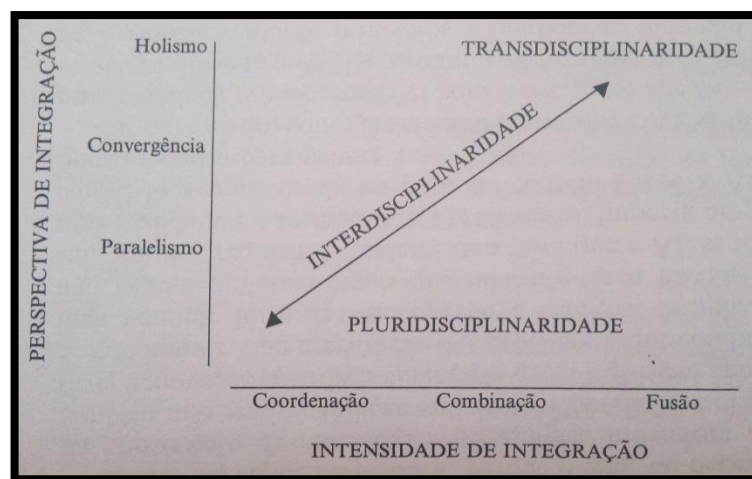 PERSPECTIVA DE INTEGRAÇÃO
Holismo
TRANSDISCIPLINARIDADE
Convergência
INTERDISCIPLINARIDADE
Paralelismo
PLURIDISCIPLINARIDADE
Coordenação
Combinação
Fusão
INTENSIDADE DE INTEGRAÇÃO